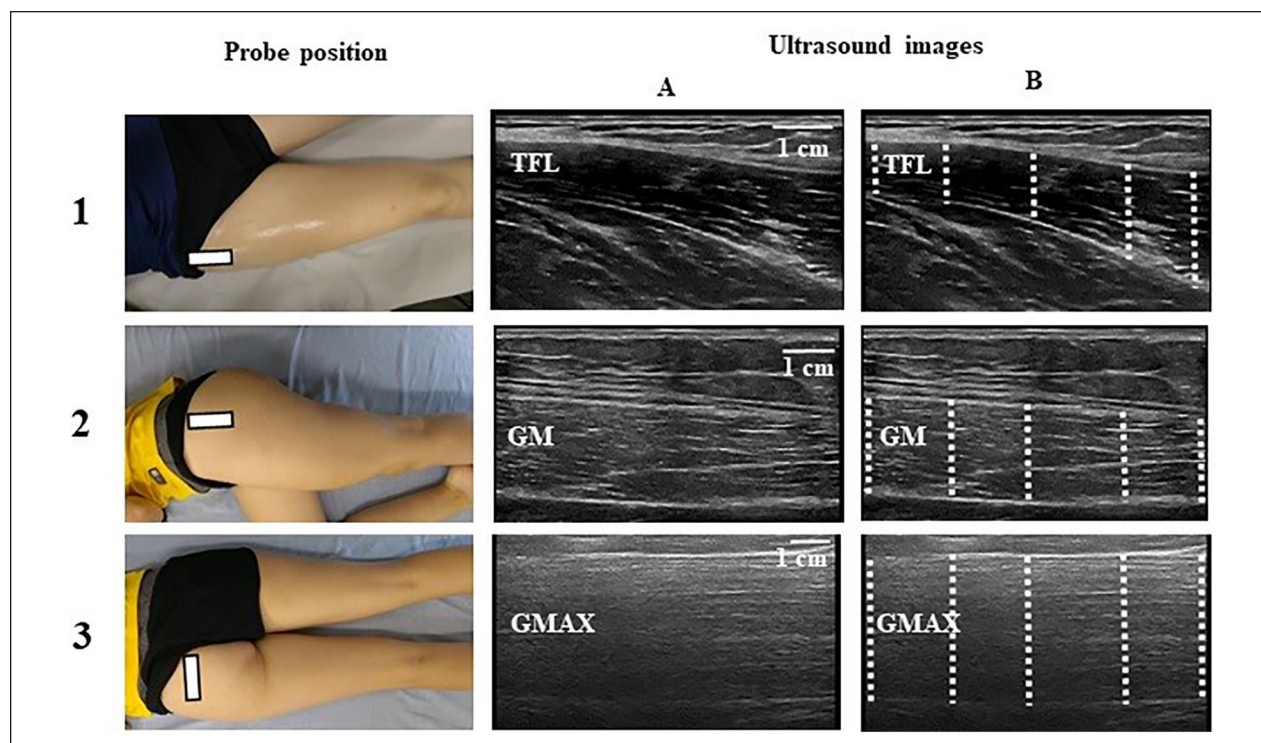 Probe position
Ultrasound images
A
B
1
TFL
1 cm
TFL
2
GM
1 cm
GM
3
GMAX
1 cm
GMAX